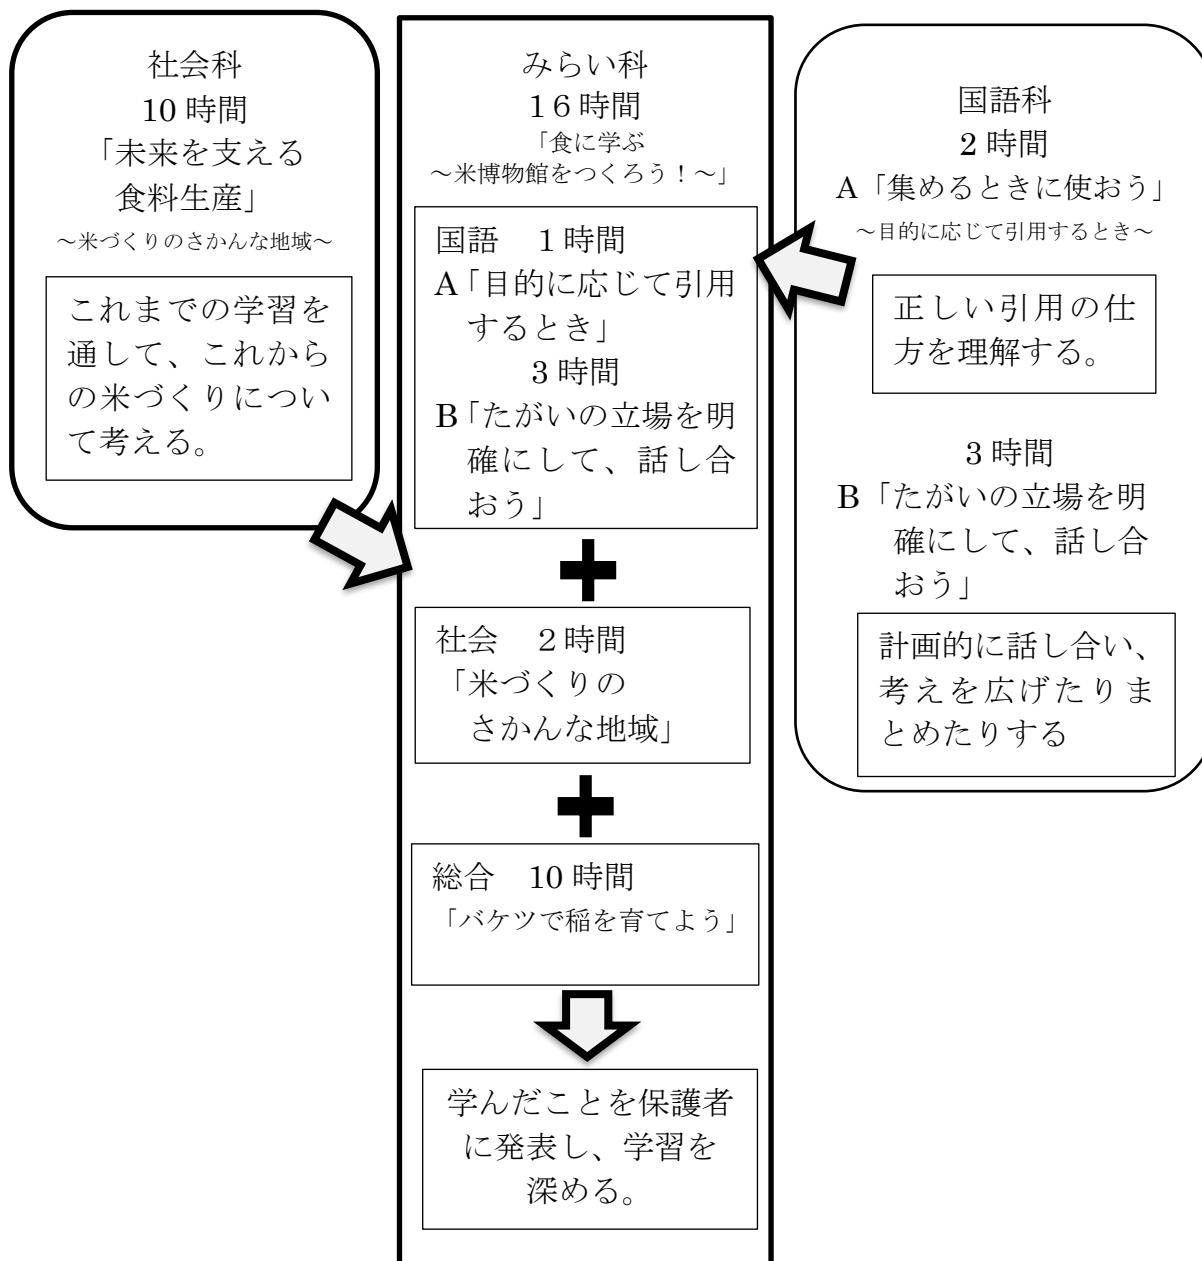 社会科
10時間
「未来を支える
食料生産」
～米づくりのさかんな地域～
これまでの学習を
通して、これから
の米づくりについ
て考える。
みらい科
16時間
「食に学ぶ
～米博物館をつくろう！～」
国語　1時間
A「目的に応じて引用
するとき」
3時間
B「たがいの立場を明
確にして、話し合
おう」
社会　２時間
「米づくりの
さかんな地域」
総合　10時間
「バケツで稲を育てよう」
学んだことを保護者
に発表し、学習を
深める。
国語科
2時間
A「集めるときに使おう」
～目的に応じて引用するとき～
正しい引用の仕
方を理解する。
3時間
B「たがいの立場を明
確にして、話し合
おう」
計画的に話し合い、
考えを広げたりま
とめたりする